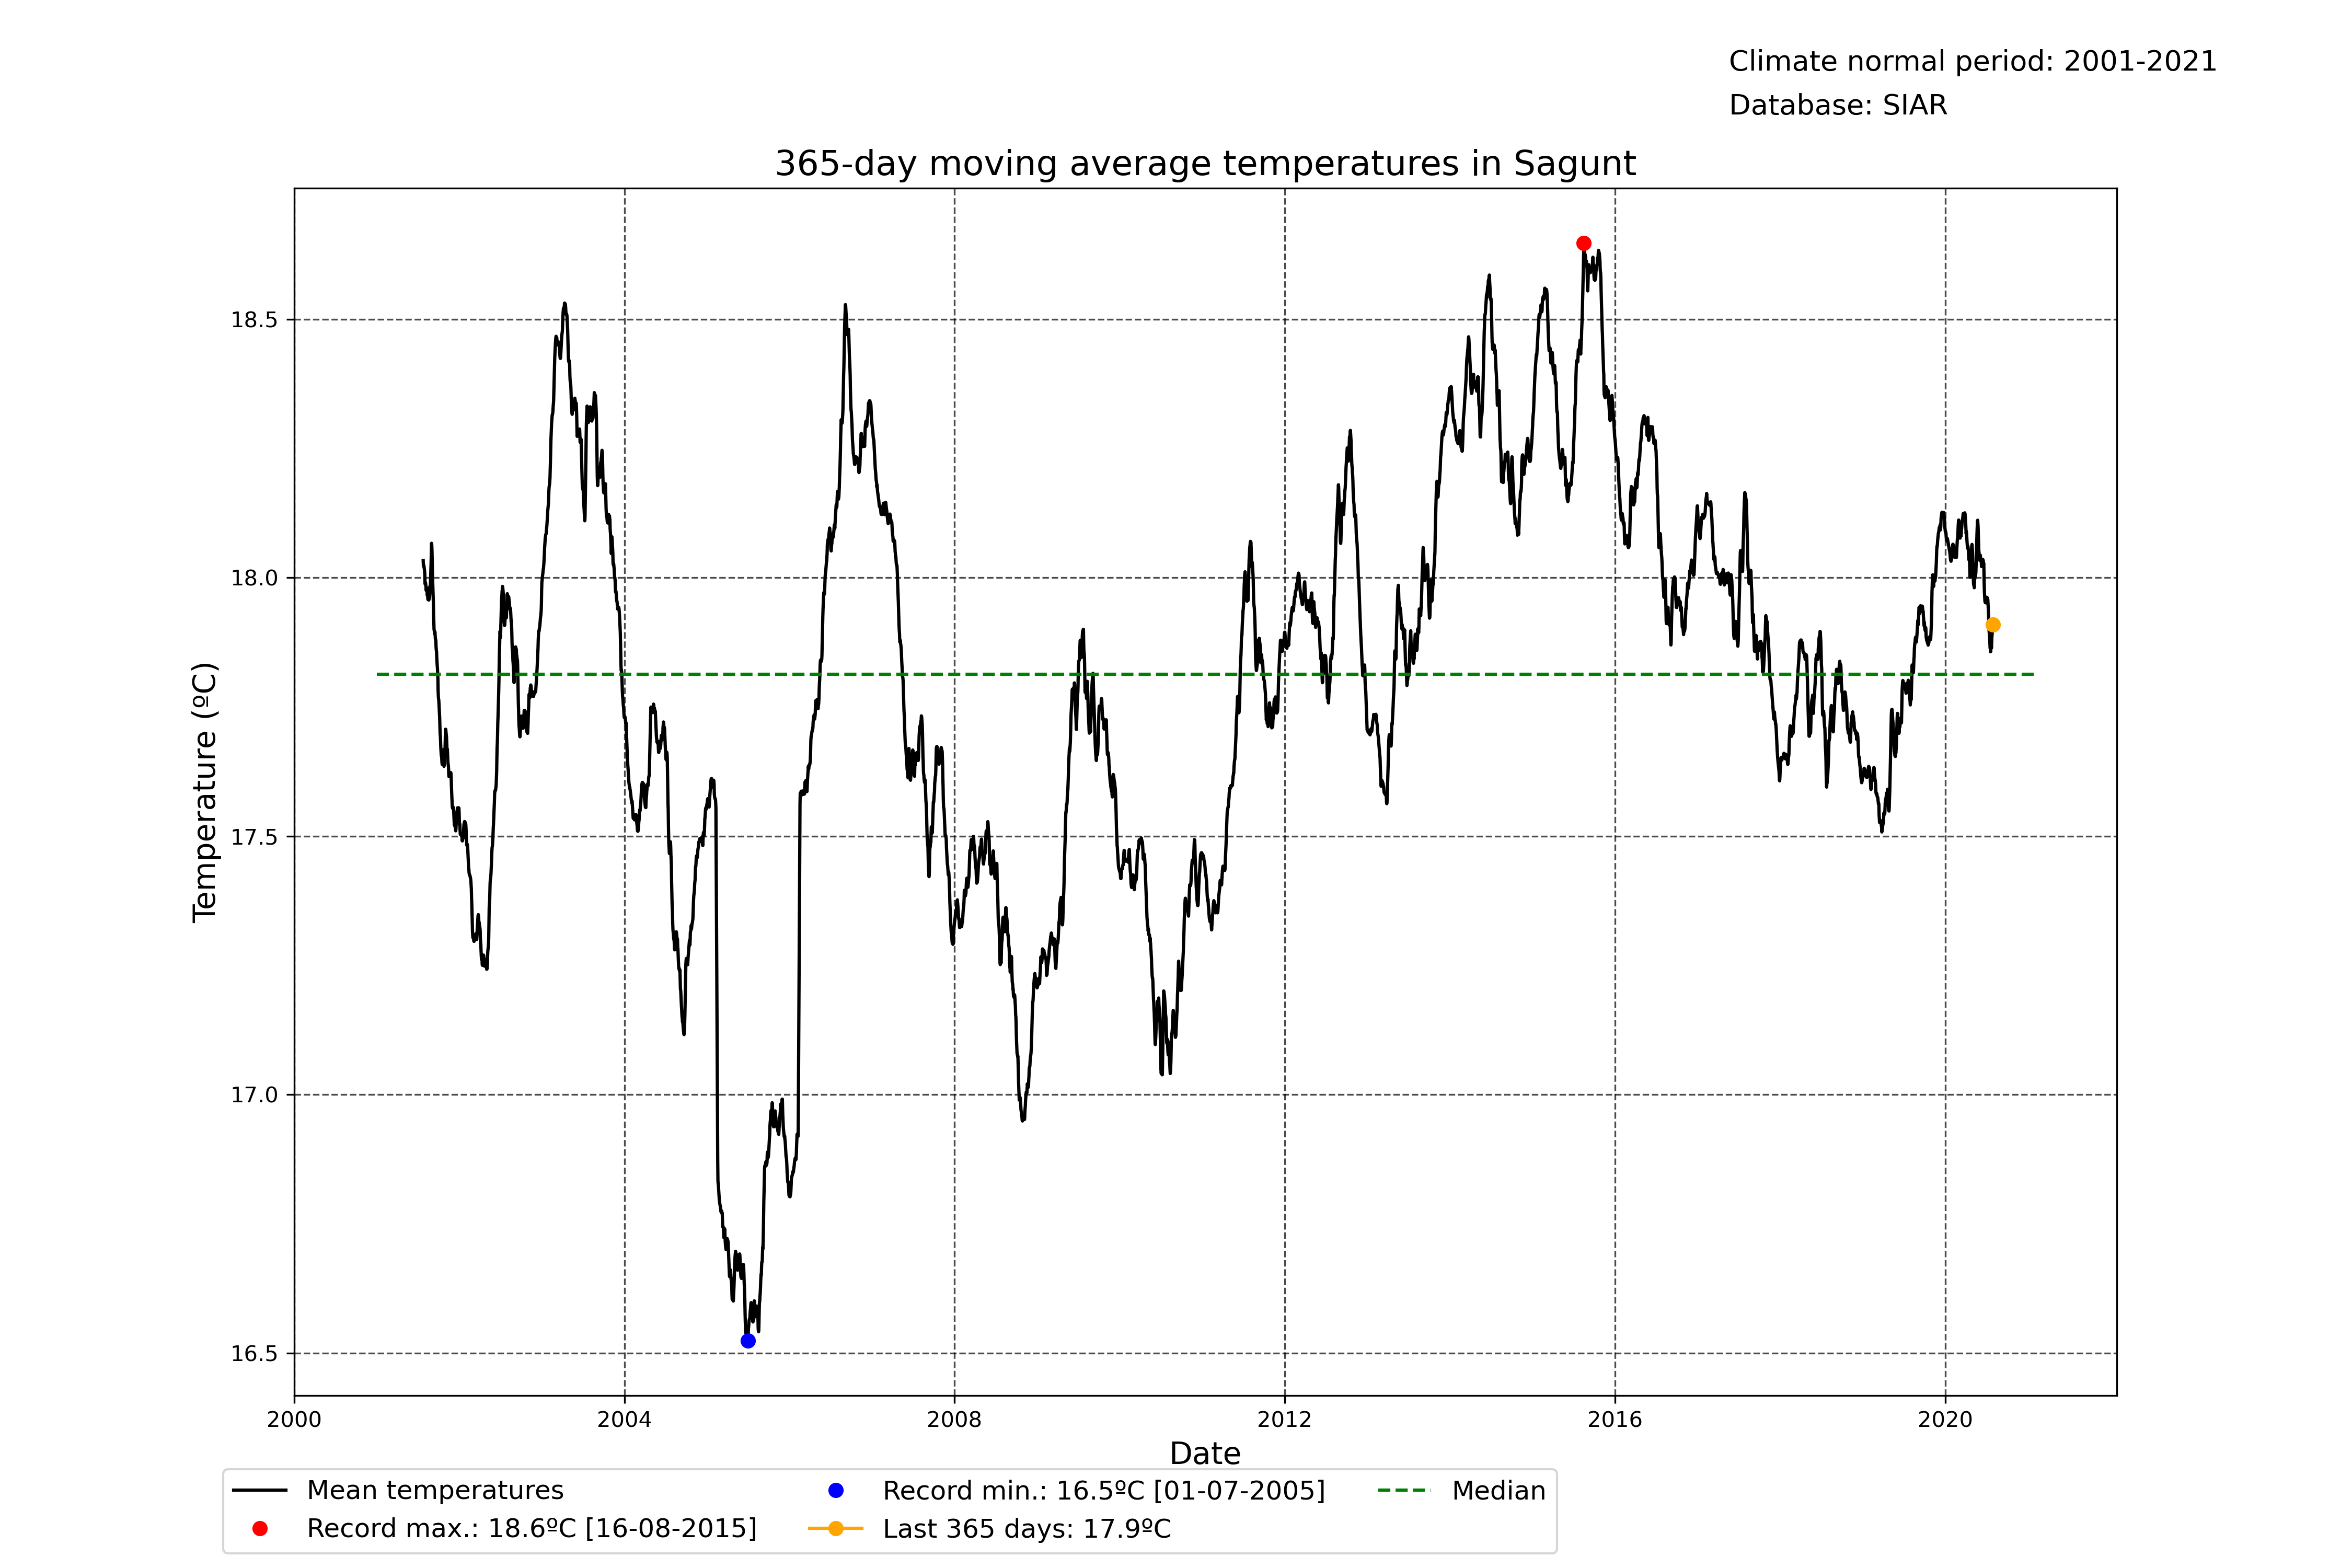 Climate normal period: 2001-2021
Database: SIAR
365-day moving average temperatures in Sagunt
Temperature (ºC)
18.5
18.0
17.5
17.0
16.5
2000 2004 2008 2012 2016 2020
Date
Mean temperatures
Record max.: 18.6ºC [16-08-2015]
Record min.: 16.5ºC [01-07-2005]
Last 365 days: 17.9ºC
Median